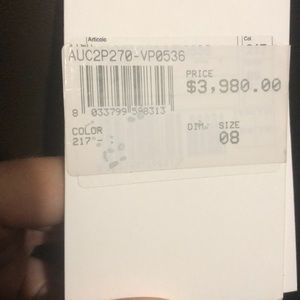 Articolo Col
AUC2P270-VP0536
PRICE
$3,980.00
8 033799 598313
COLOR DIM. SIZE
217 - 08